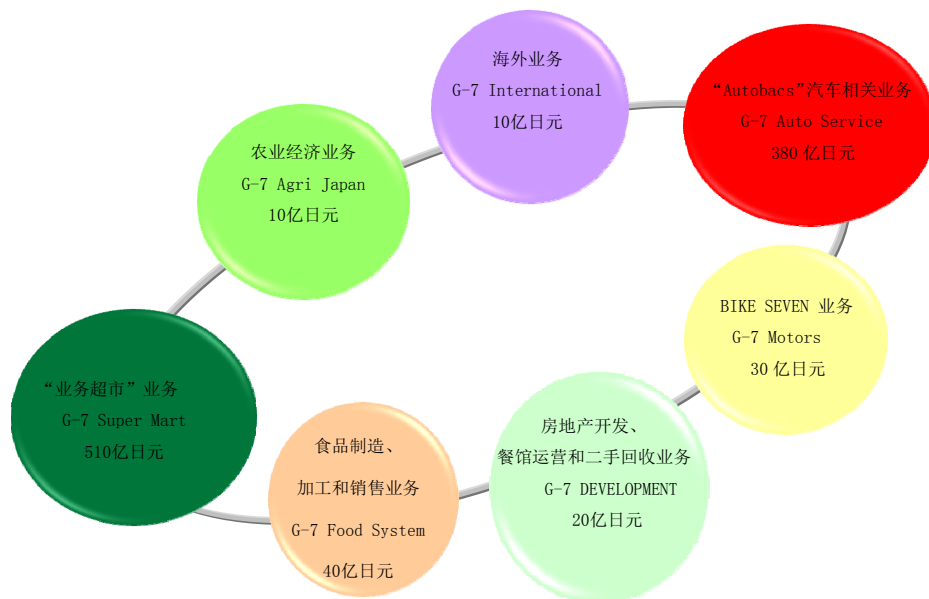 海外业务
G-7 International
10亿日元
“Autobacs”汽车相关业务
G-7 Auto Service
380 亿日元
农业经济业务
G-7 Agri Japan
10亿日元
BIKE SEVEN 业务
G-7 Motors
30 亿日元
“业务超市”业务
G-7 Super Mart
510亿日元
食品制造、
加工和销售业务
G-7 Food System
40亿日元
房地产开发、
餐馆运营和二手回收业务
G-7 DEVELOPMENT
20亿日元